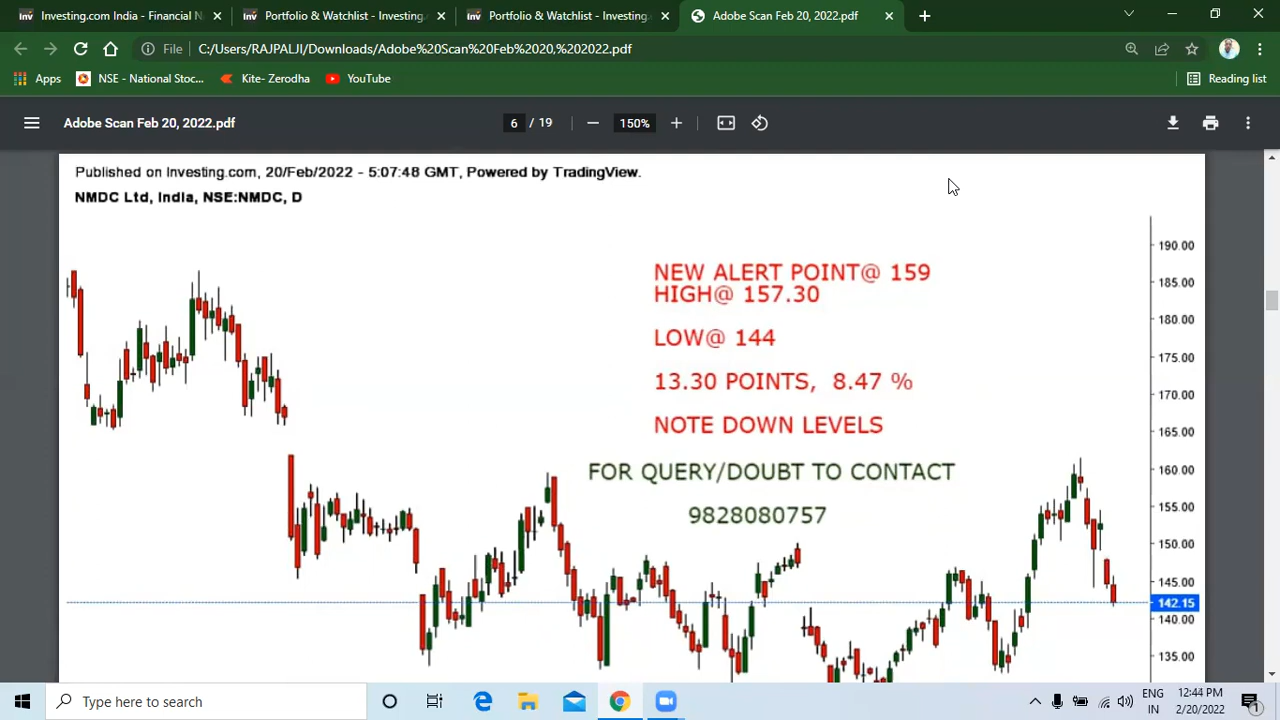 Investing.com India - Financial N
Portfolio & Watchlist - Investing.
Portfolio & Watchlist - Investing.
Adobe Scan Feb 20, 2022.pdf
File
C:/Users/RAJPALJI/Downloads/Adobe%20Scan%20Feb%2020,%202022.pdf
Apps
NSE - National Stoc...
Kite- Zerodha
YouTube
Reading list
Adobe Scan Feb 20, 2022.pdf
6 / 19
150%
Published on Investing.com, 20/Feb/2022 - 5:07:48 GMT, Powered by TradingView.
NMDC Ltd, India, NSE:NMDC, D
NEW ALERT POINT@ 159
HIGH@ 157.30
LOW@ 144
13.30 POINTS, 8.47 %
NOTE DOWN LEVELS
FOR QUERY/DOUBT TO CONTACT
9828080757
190.00
185.00
180.00
175.00
170.00
165.00
160.00
155.00
150.00
145.00
142.15
140.00
135.00
Type here to search
ENG
IN
12:44 PM
2/20/2022
1